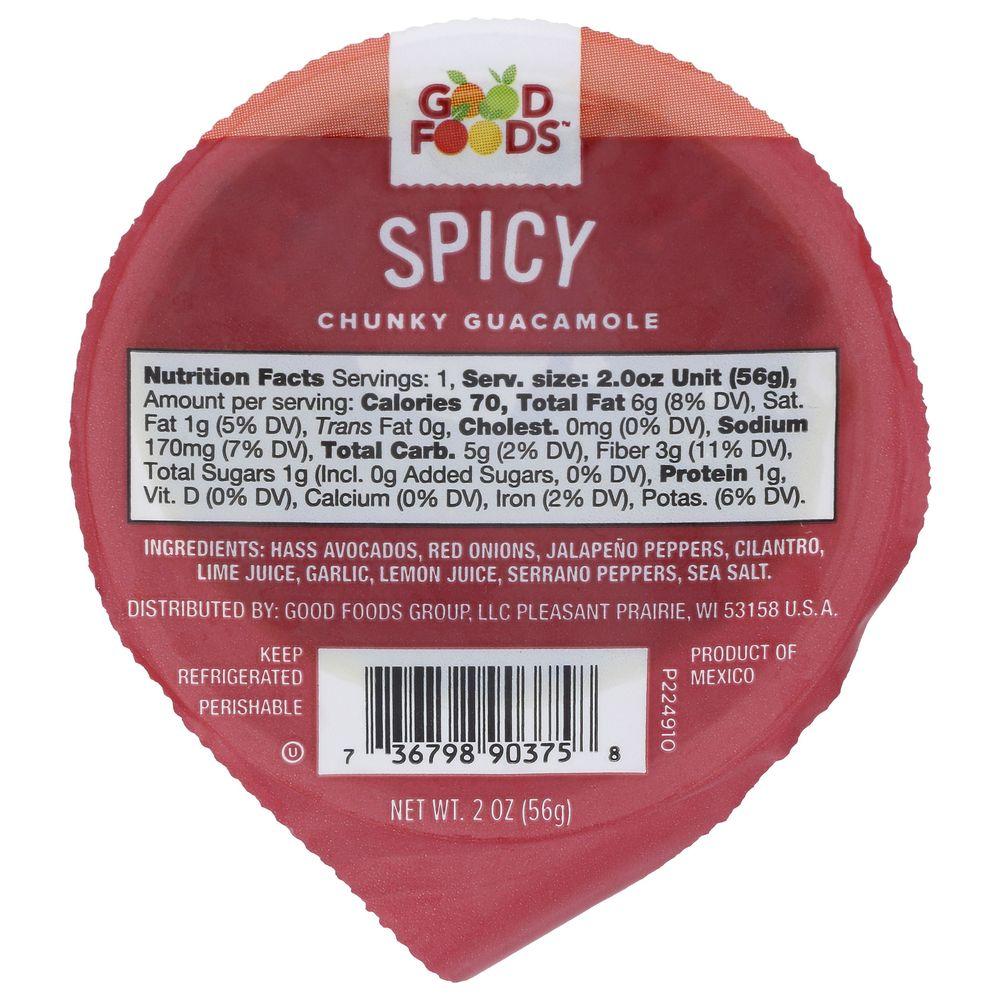 GOOD
FOODS™
SPICY
CHUNKY GUACAMOLE
Nutrition Facts Servings: 1, Serv. size: 2.0oz Unit (56g),
Amount per serving: Calories 70, Total Fat 6g (8% DV), Sat.
Fat 1g (5% DV), Trans Fat 0g, Cholest. 0mg (0% DV), Sodium
170mg (7% DV), Total Carb. 5g (2% DV), Fiber 3g (11% DV),
Total Sugars 1g (Incl. 0g Added Sugars, 0% DV), Protein 1g,
Vit. D (0% DV), Calcium (0% DV), Iron (2% DV), Potas. (6% DV).
INGREDIENTS: HASS AVOCADOS, RED ONIONS, JALAPEÑO PEPPERS, CILANTRO,
LIME JUICE, GARLIC, LEMON JUICE, SERRANO PEPPERS, SEA SALT.
DISTRIBUTED BY: GOOD FOODS GROUP, LLC PLEASANT PRAIRIE, WI 53158 U.S.A.
KEEP
REFRIGERATED
PERISHABLE
U
7 36798 90375 8
P224910
PRODUCT OF
MEXICO
NET WT. 2 OZ (56g)